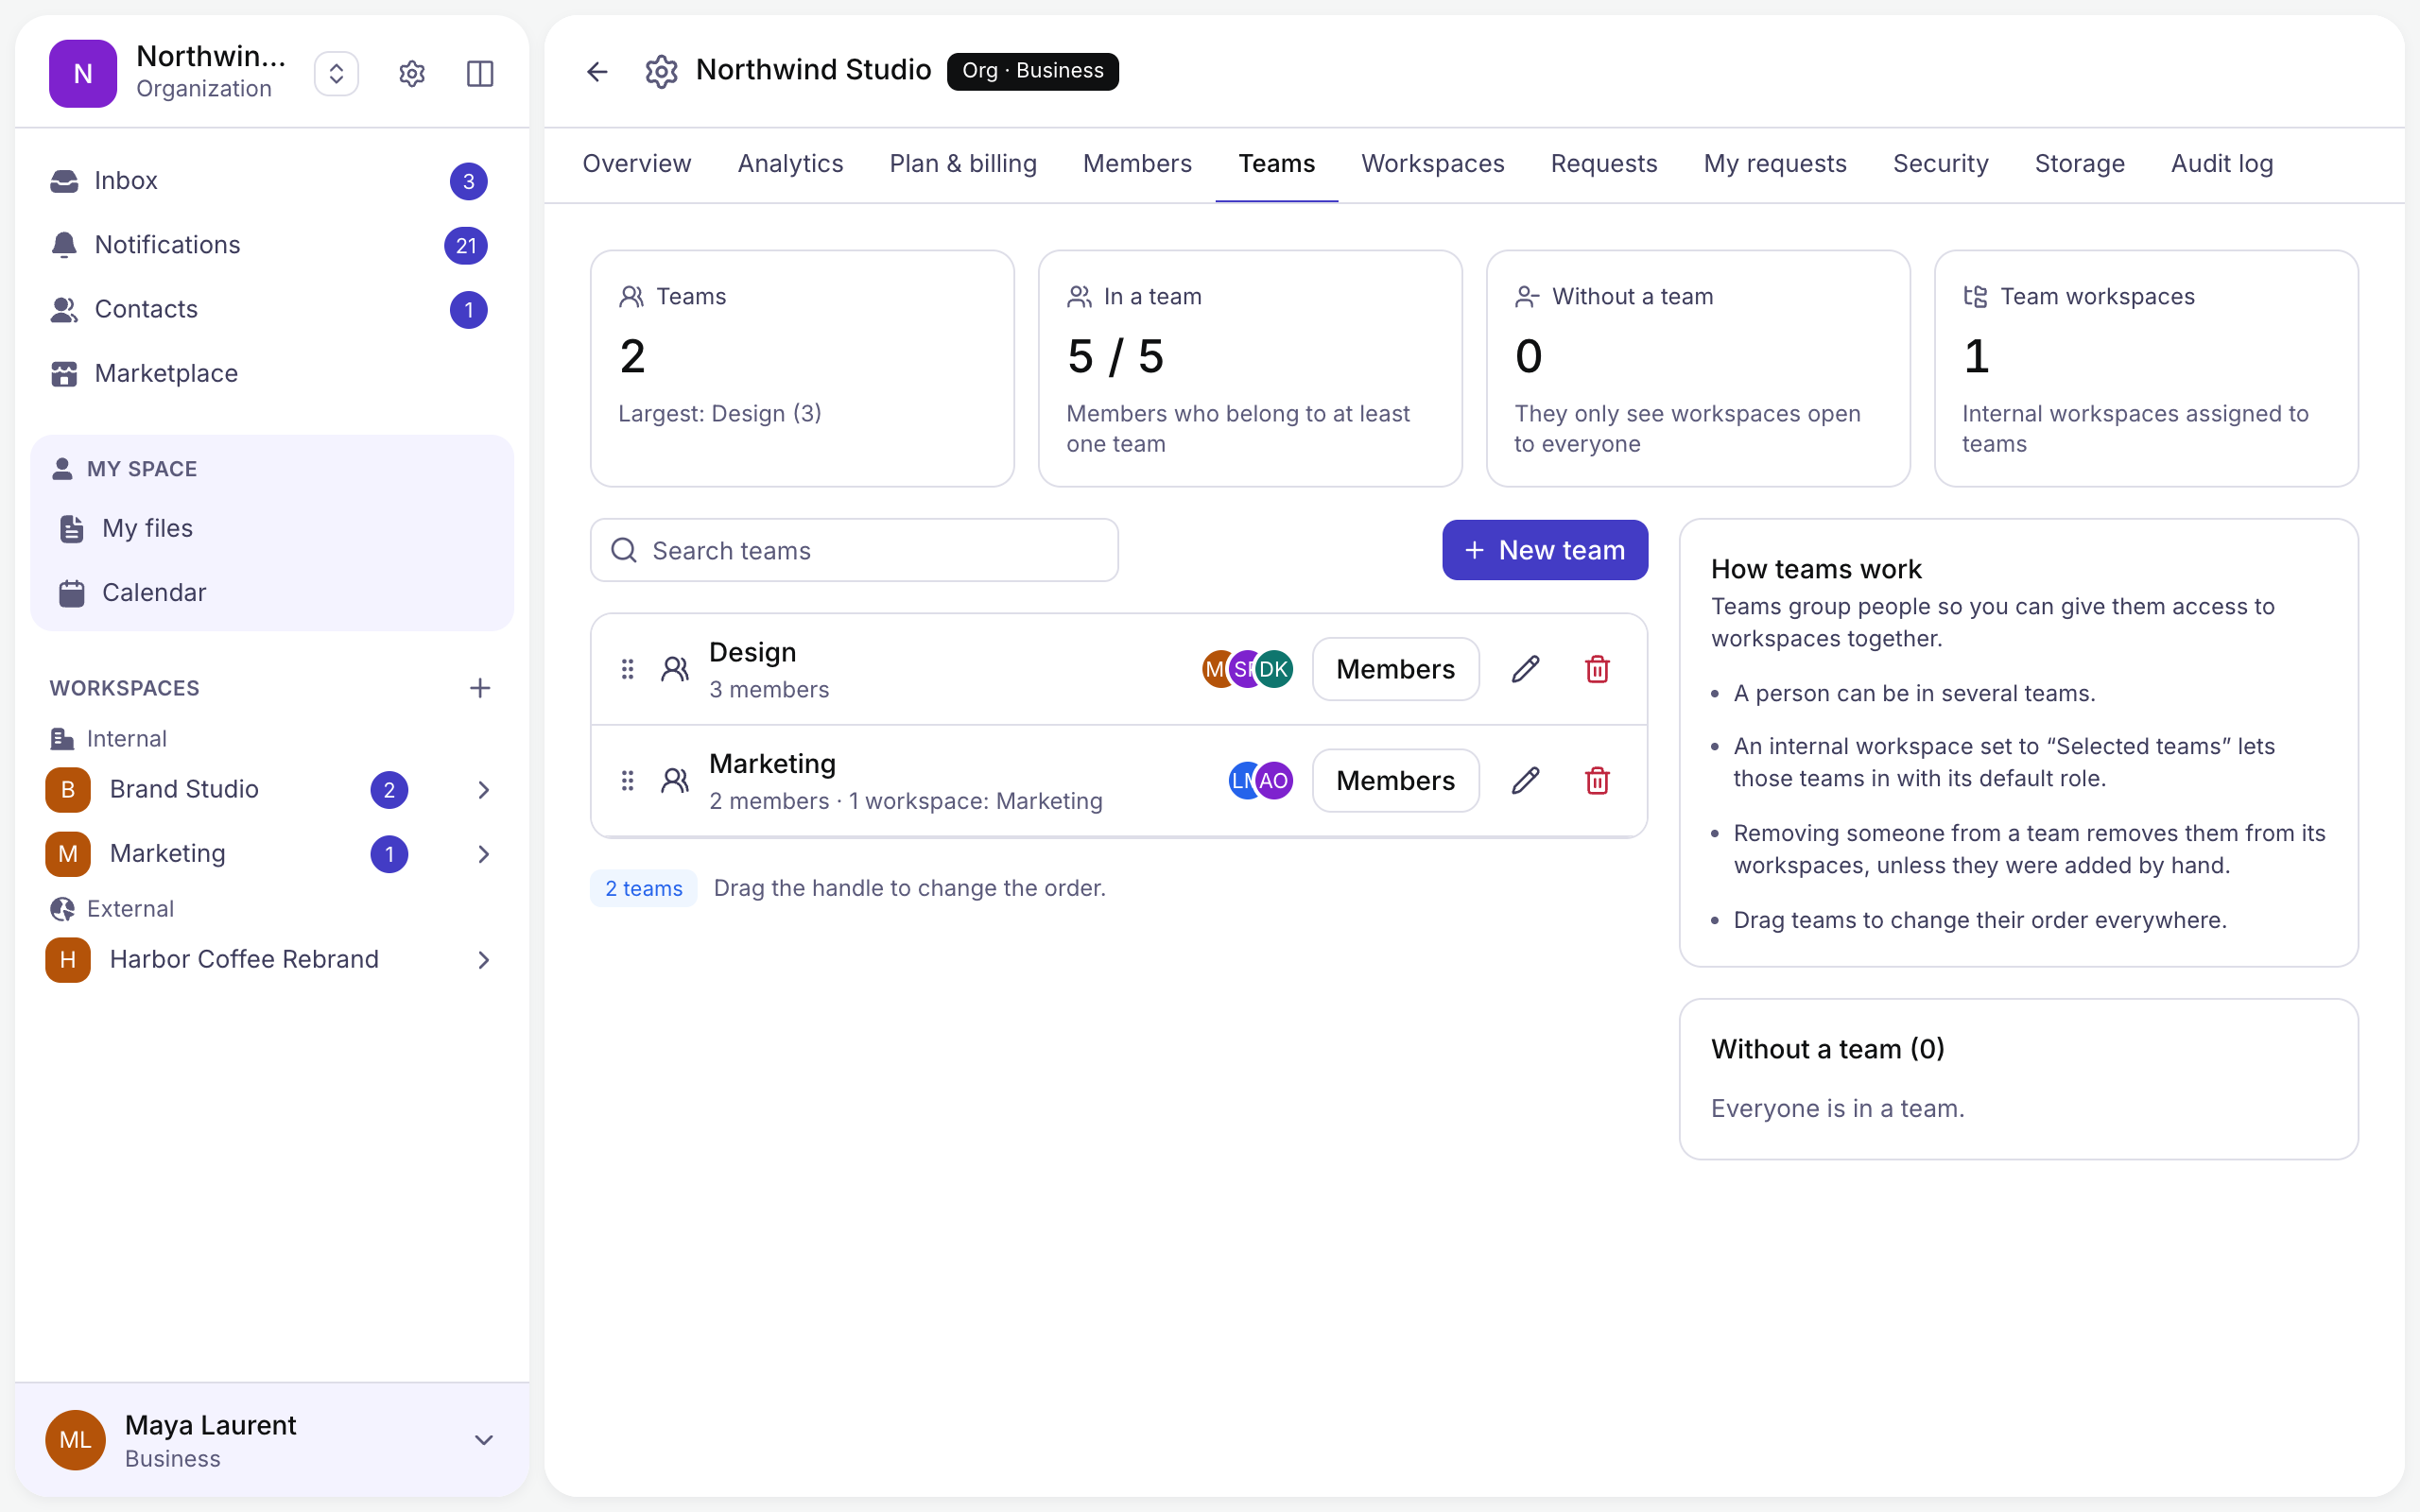 N
Northwin...
Organization
Inbox
3
Notifications
21
Contacts
1
Marketplace
MY SPACE
My files
Calendar
WORKSPACES
Internal
B
Brand Studio
2
M
Marketing
1
External
H
Harbor Coffee Rebrand
ML
Maya Laurent
Business
Northwind Studio
Org · Business
Overview
Analytics
Plan & billing
Members
Teams
Workspaces
Requests
My requests
Security
Storage
Audit log
Teams
2
Largest: Design (3)
In a team
5 / 5
Members who belong to at least
one team
Without a team
0
They only see workspaces open
to everyone
Team workspaces
1
Internal workspaces assigned to
teams
Search teams
+ New team
Design
3 members
DK
Members
Marketing
2 members · 1 workspace: Marketing
AO
Members
2 teams
Drag the handle to change the order.
How teams work
Teams group people so you can give them access to
workspaces together.
• A person can be in several teams.
• An internal workspace set to “Selected teams” lets
those teams in with its default role.
• Removing someone from a team removes them from its
workspaces, unless they were added by hand.
• Drag teams to change their order everywhere.
Without a team (0)
Everyone is in a team.